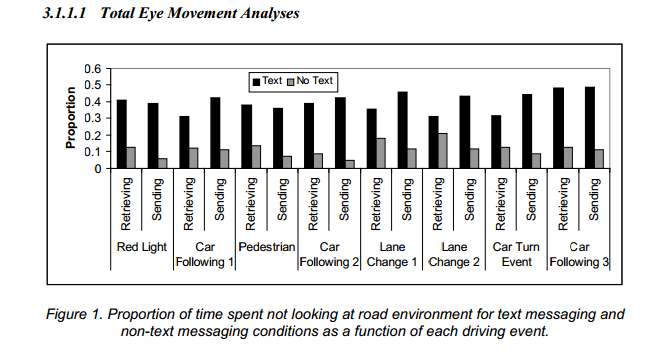 3.1.1.1 Total Eye Movement Analyses
0.6
0.5
0.4
0.3
0.2
0.1
0
Proportion
Text No Text
Retrieving Sending Retrieving Sending Retrieving Sending Retrieving Sending Retrieving Sending Retrieving Sending Retrieving Sending Retrieving Sending
Red Light Car Pedestrian Car Lane Lane Car Turn Car
Following 1 Following 2 Change 1 Change 2 Event Following 3
Figure 1. Proportion of time spent not looking at road environment for text messaging and
non-text messaging conditions as a function of each driving event.